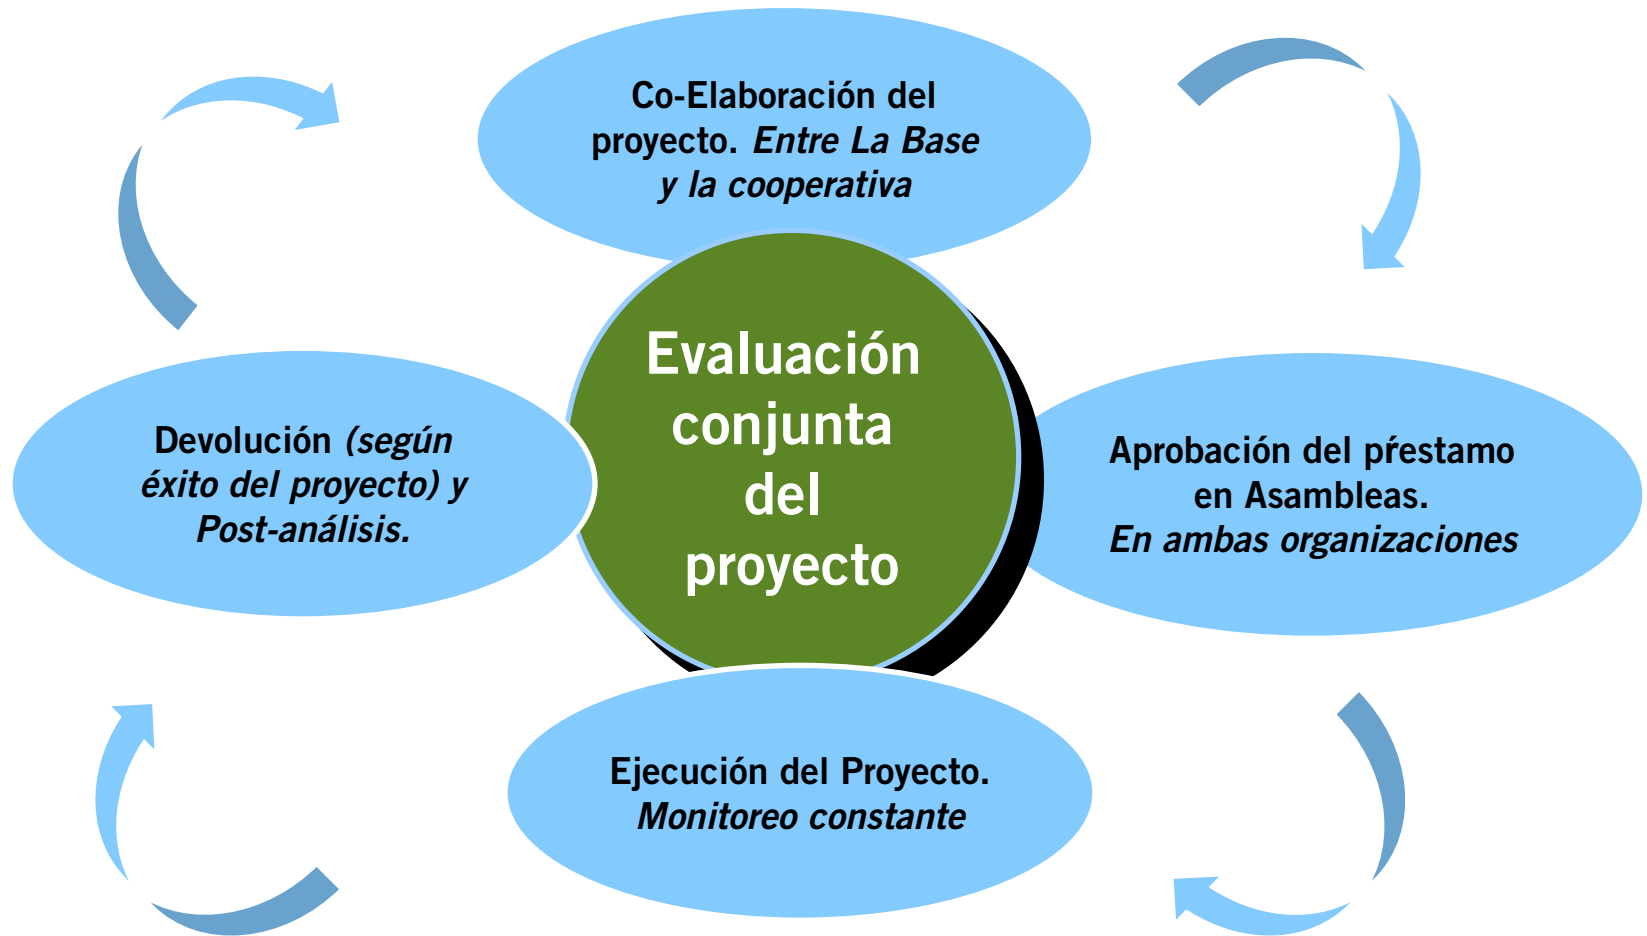 Co-Elaboración del
proyecto. Entre La Base
y la cooperativa
Evaluación
conjunta
del
proyecto
Aprobación del pŕestamo
en Asambleas.
En ambas organizaciones
Ejecución del Proyecto.
Monitoreo constante
Devolución (según
éxito del proyecto) y
Post-análisis.